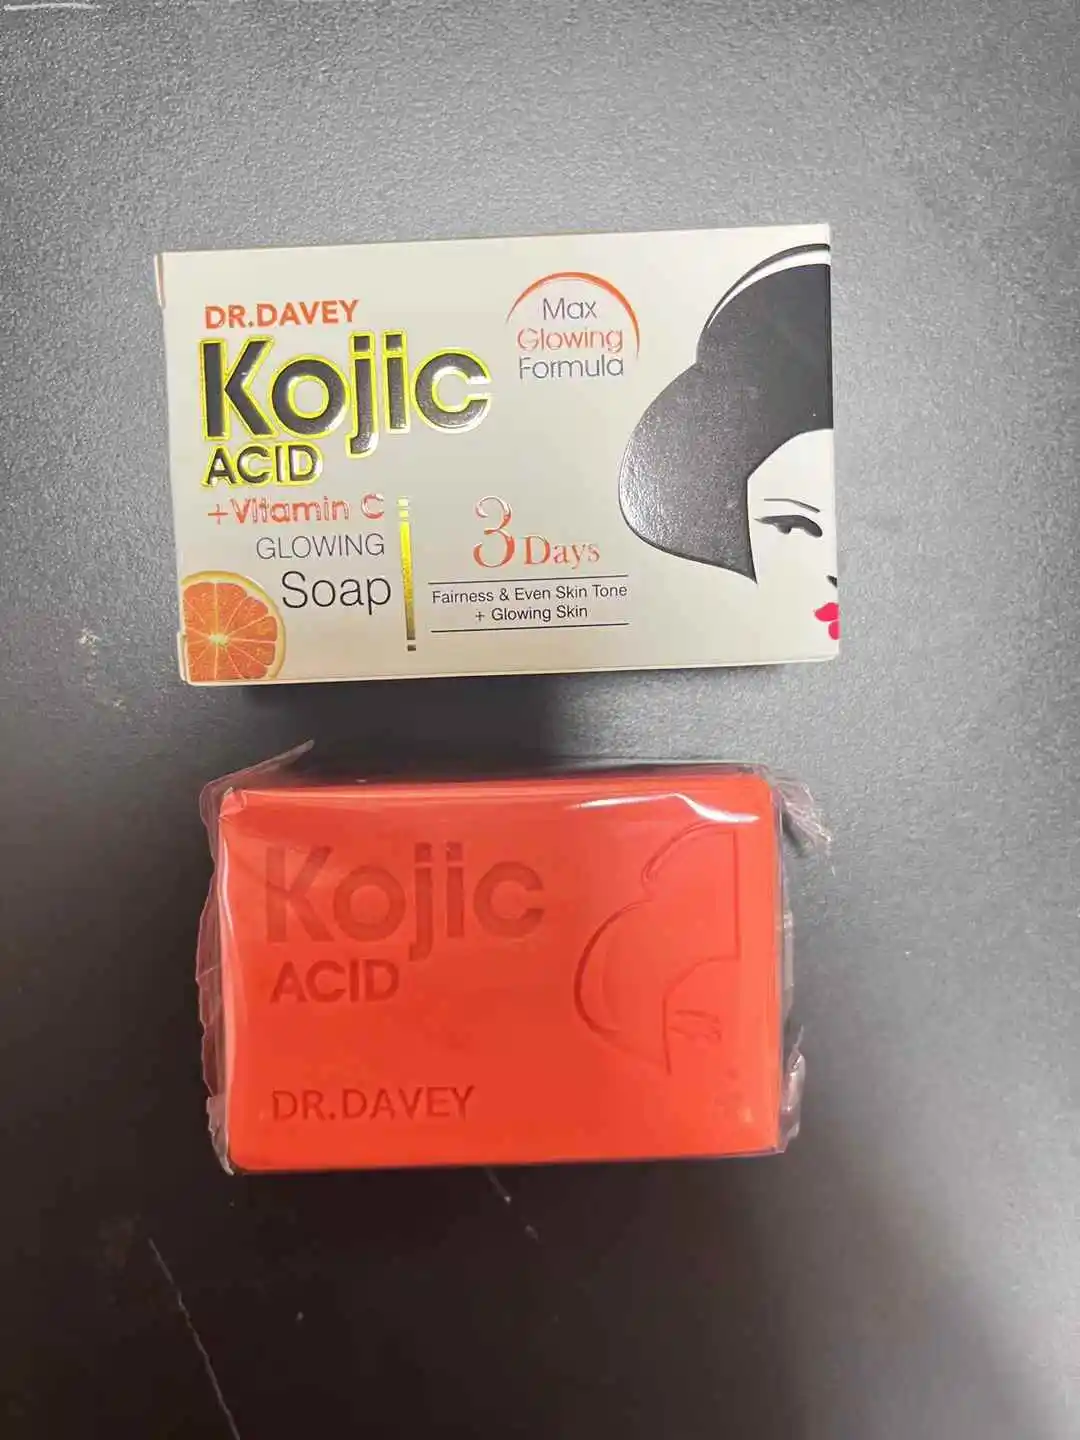 DR.DAVEY
Kojic
ACID
+Vitamin C
GLOWING
Soap
Max
Glowing
Formula
3 Days
Fairness & Even Skin Tone
+ Glowing Skin
Kojic
ACID
DR.DAVEY